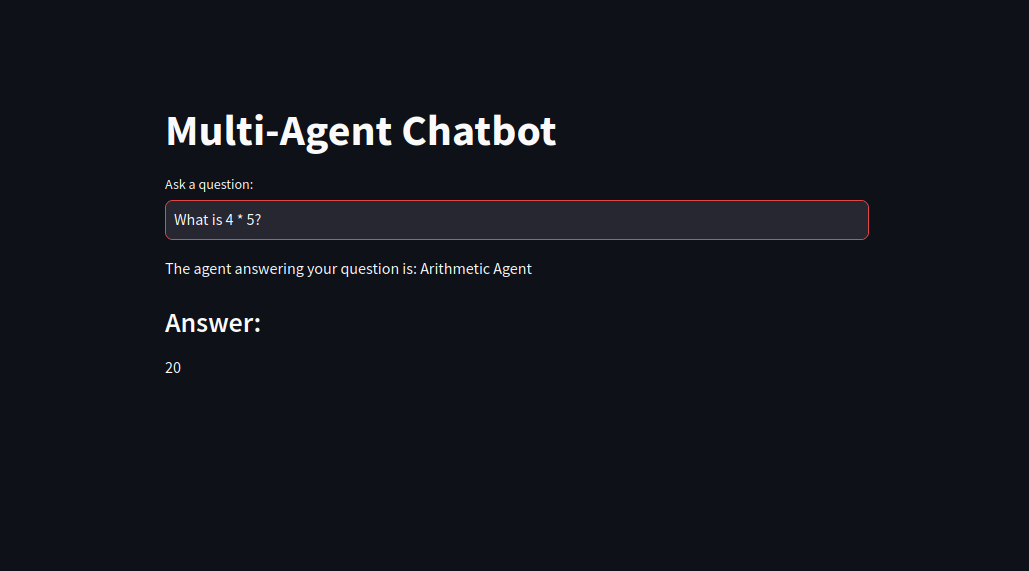 Multi-Agent Chatbot
Ask a question:
What is 4 * 5?
The agent answering your question is: Arithmetic Agent
Answer:
20